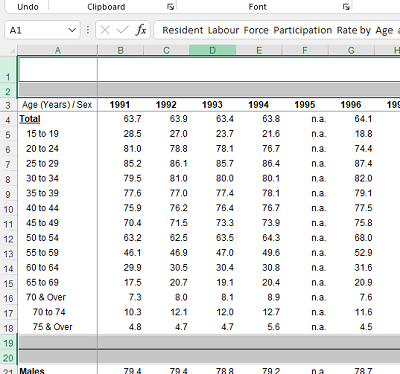 Undo Clipboard Font
A1 fx Resident Labour Force Participation Rate by Age
A B C D E F G
1
2
3 Age (Years) / Sex 1991 1992 1993 1994 1995 1996
4 Total 63.7 63.9 63.4 63.8 n.a. 64.1
5 15 to 19 28.5 27.0 23.7 21.6 n.a. 18.8
6 20 to 24 81.0 78.8 78.1 76.7 n.a. 74.4
7 25 to 29 85.2 86.1 85.7 86.4 n.a. 87.4
8 30 to 34 79.5 81.0 80.0 80.1 n.a. 82.0
9 35 to 39 77.6 77.0 77.4 78.1 n.a. 79.1
10 40 to 44 75.9 76.2 76.4 76.7 n.a. 77.5
11 45 to 49 70.4 71.5 73.3 73.9 n.a. 75.8
12 50 to 54 63.2 62.5 63.5 64.3 n.a. 68.0
13 55 to 59 46.1 46.9 47.0 49.6 n.a. 52.9
14 60 to 64 29.9 30.5 30.4 30.8 n.a. 31.6
15 65 to 69 17.5 20.7 19.1 20.4 n.a. 20.9
16 70 & Over 7.3 8.0 8.1 8.9 n.a. 7.6
17 70 to 74 10.3 12.1 12.0 12.7 n.a. 11.6
18 75 & Over 4.8 4.7 4.7 5.6 n.a. 4.5
19
20
21 Males 79.4 79.4 78.8 79.2 n.a. 78.7